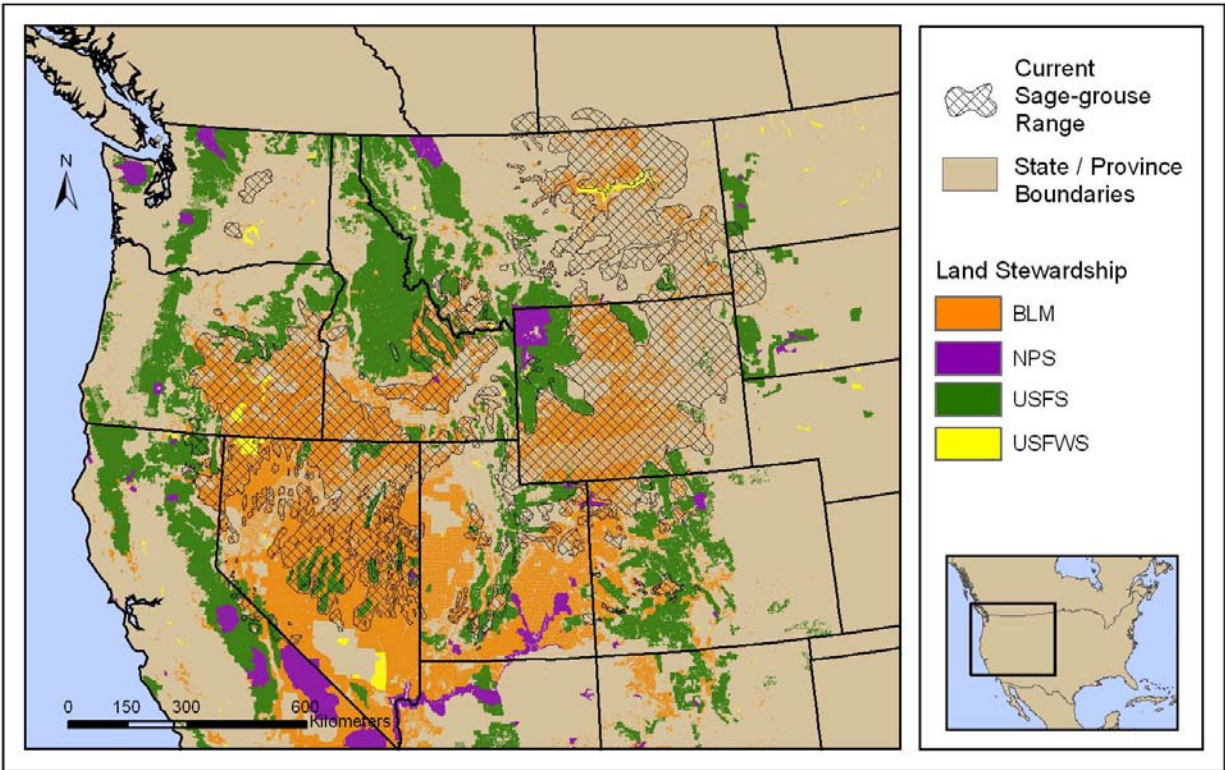 N
0 150 300 600
Kilometers
Current
Sage-grouse
Range
State / Province
Boundaries
Land Stewardship
BLM
NPS
USFS
USFWS